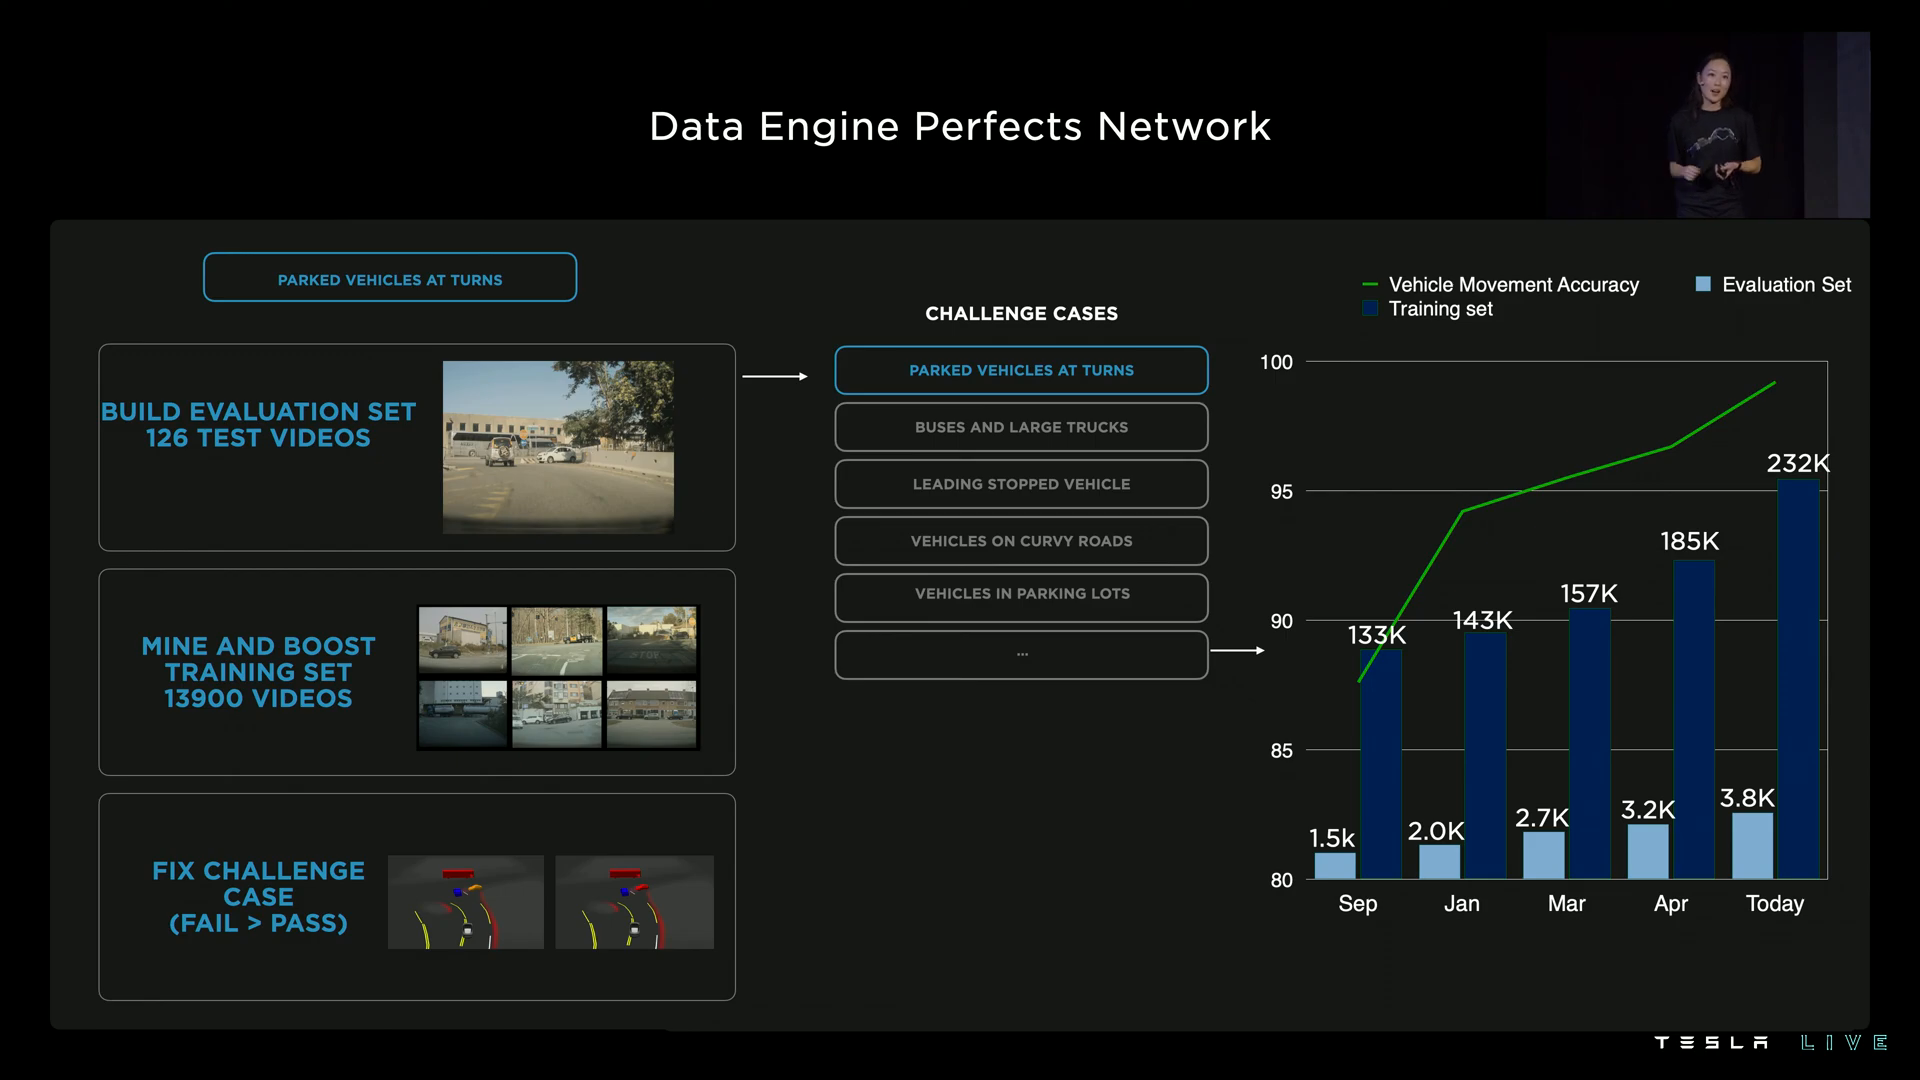 Data Engine Perfects Network
PARKED VEHICLES AT TURNS
BUILD EVALUATION SET
126 TEST VIDEOS
MINE AND BOOST
TRAINING SET
13900 VIDEOS
FIX CHALLENGE
CASE
(FAIL > PASS)
CHALLENGE CASES
PARKED VEHICLES AT TURNS
BUSES AND LARGE TRUCKS
LEADING STOPPED VEHICLE
VEHICLES ON CURVY ROADS
VEHICLES IN PARKING LOTS
...
Vehicle Movement Accuracy
Evaluation Set
Training set
100
95
90
85
80
1.5k
133K
2.0K
143K
2.7K
157K
3.2K
185K
3.8K
232K
Sep
Jan
Mar
Apr
Today
TESLA LIVE